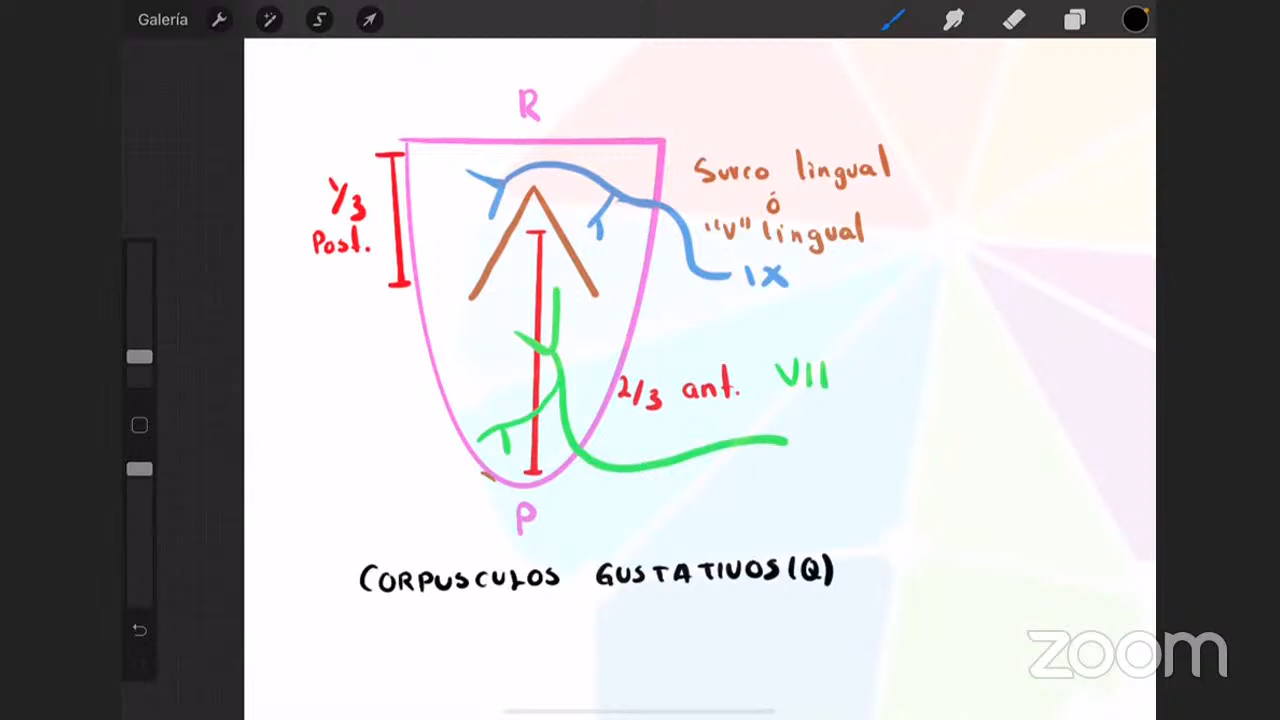 Galería
R
Surco lingual
ó
"V" lingual
1/3
Post.
IX
2/3 ant.
VII
P
CORPUSCULOS GUSTATIVOS (Q)
zoom